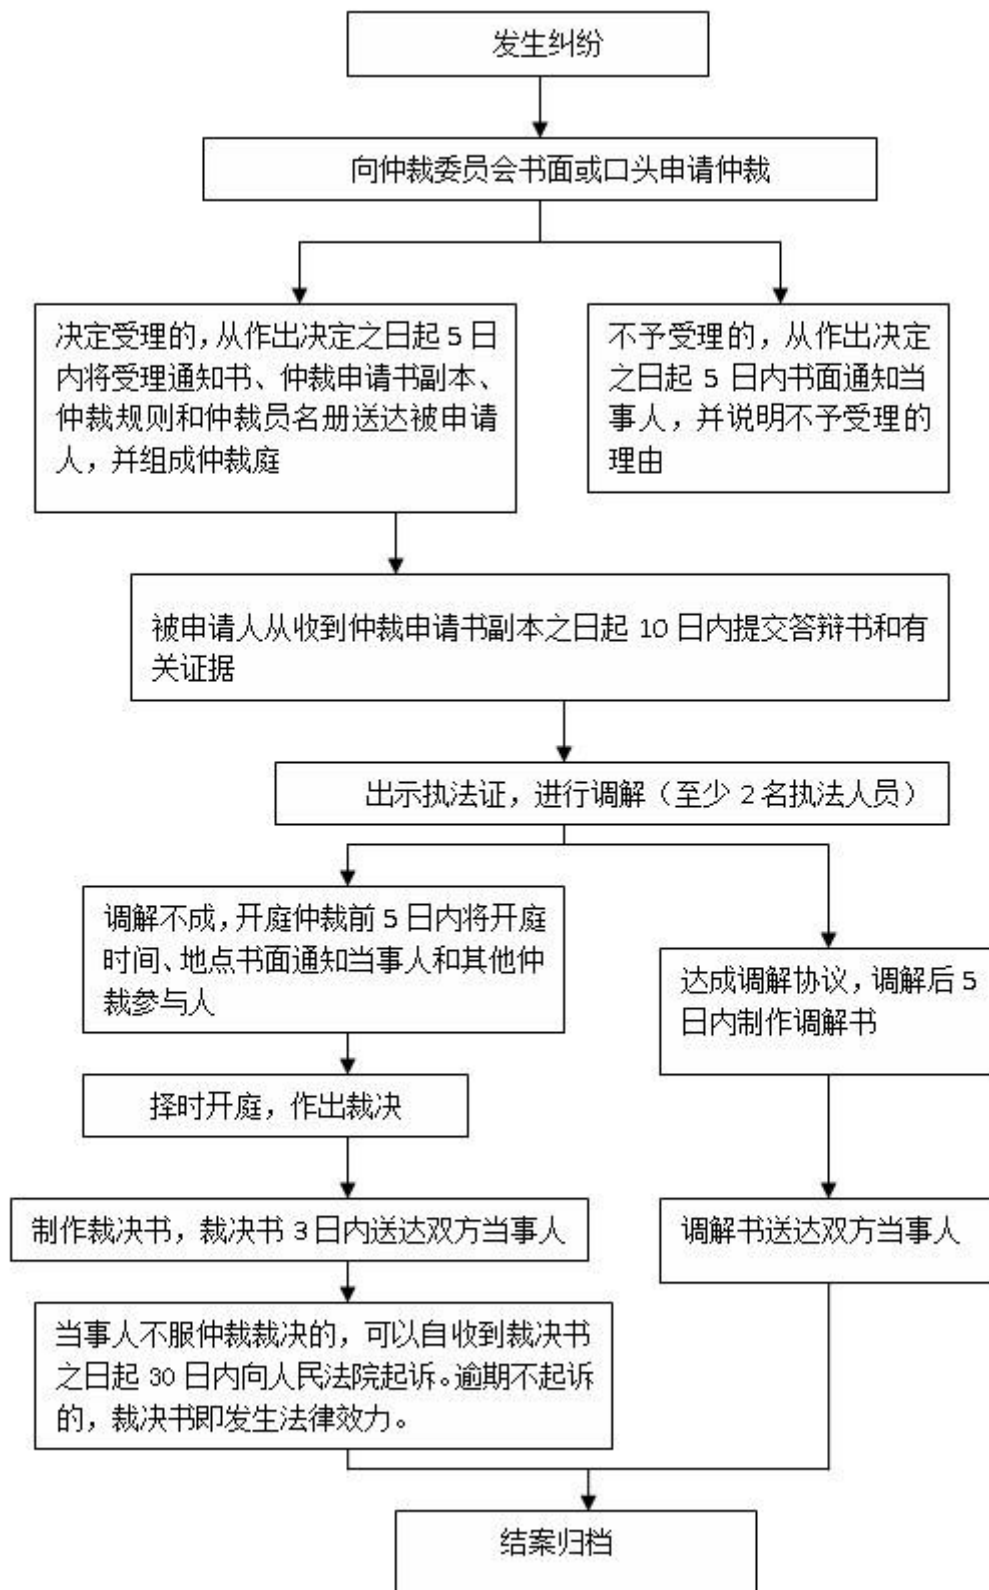 发生纠纷
向仲裁委员会书面或口头申请仲裁
决定受理的，从作出决定之日起 5 日
内将受理通知书、仲裁申请书副本、
仲裁规则和仲裁员名册送达被申请
人，并组成仲裁庭
不予受理的，从作出决定
之日起 5 日内书面通知当
事人，并说明不予受理的
理由
被申请人从收到仲裁申请书副本之日起 10 日内提交答辩书和有
关证据
出示执法证，进行调解（至少 2 名执法人员）
调解不成，开庭仲裁前 5 日内将开庭
时间、地点书面通知当事人和其他仲
裁参与人
达成调解协议，调解后 5
日内制作调解书
择时开庭，作出裁决
制作裁决书，裁决书 3 日内送达双方当事人
调解书送达双方当事人
当事人不服仲裁裁决的，可以自收到裁决书
之日起 30 日内向人民法院起诉。逾期不起诉
的，裁决书即发生法律效力。
结案归档